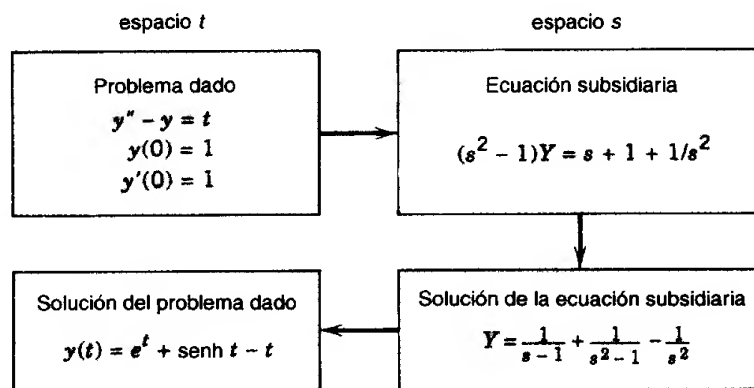 espacio t
espacio s
Problema dado
y" − y = t
y(0) = 1
y'(0) = 1
Ecuación subsidiaria
(s² − 1)Y = s + 1 + 1/s²
Solución de la ecuación subsidiaria
Y = 1/(s−1) + 1/(s²−1) − 1/s²
Solución del problema dado
y(t) = eᵗ + senh t − t